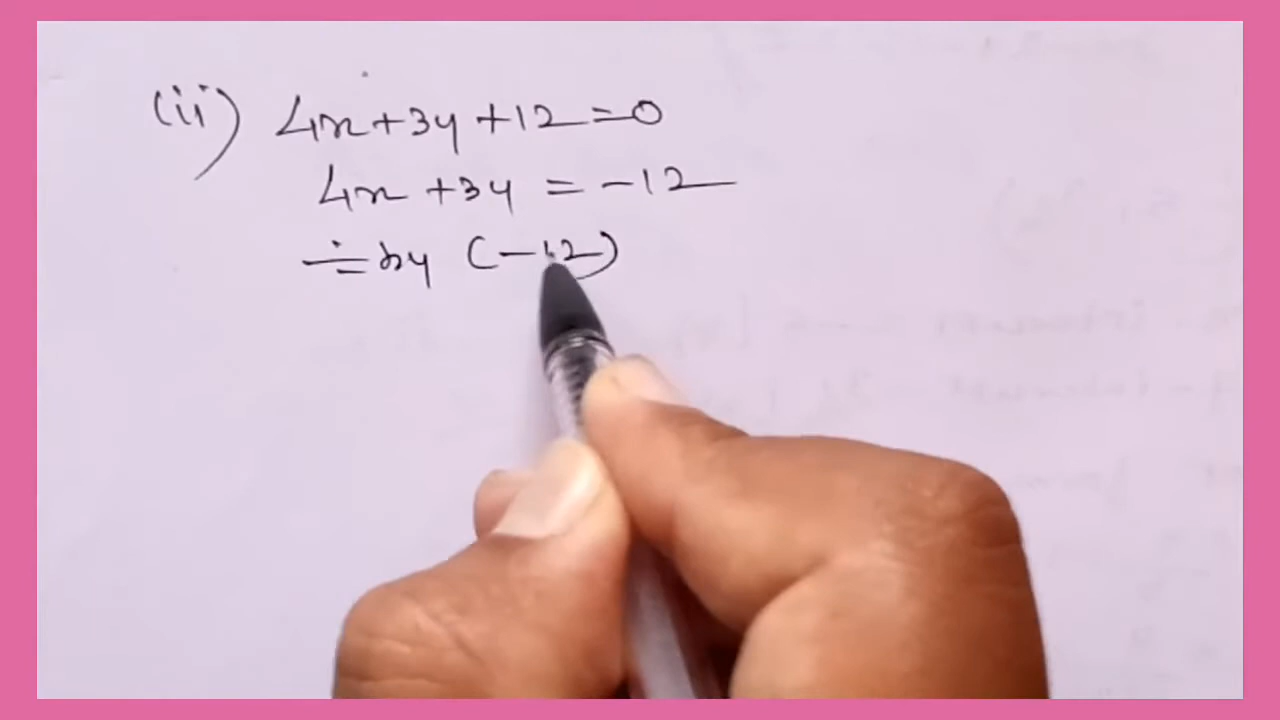 (ii) 4x+3y+12=0
4x+3y = -12
÷ by (-12)